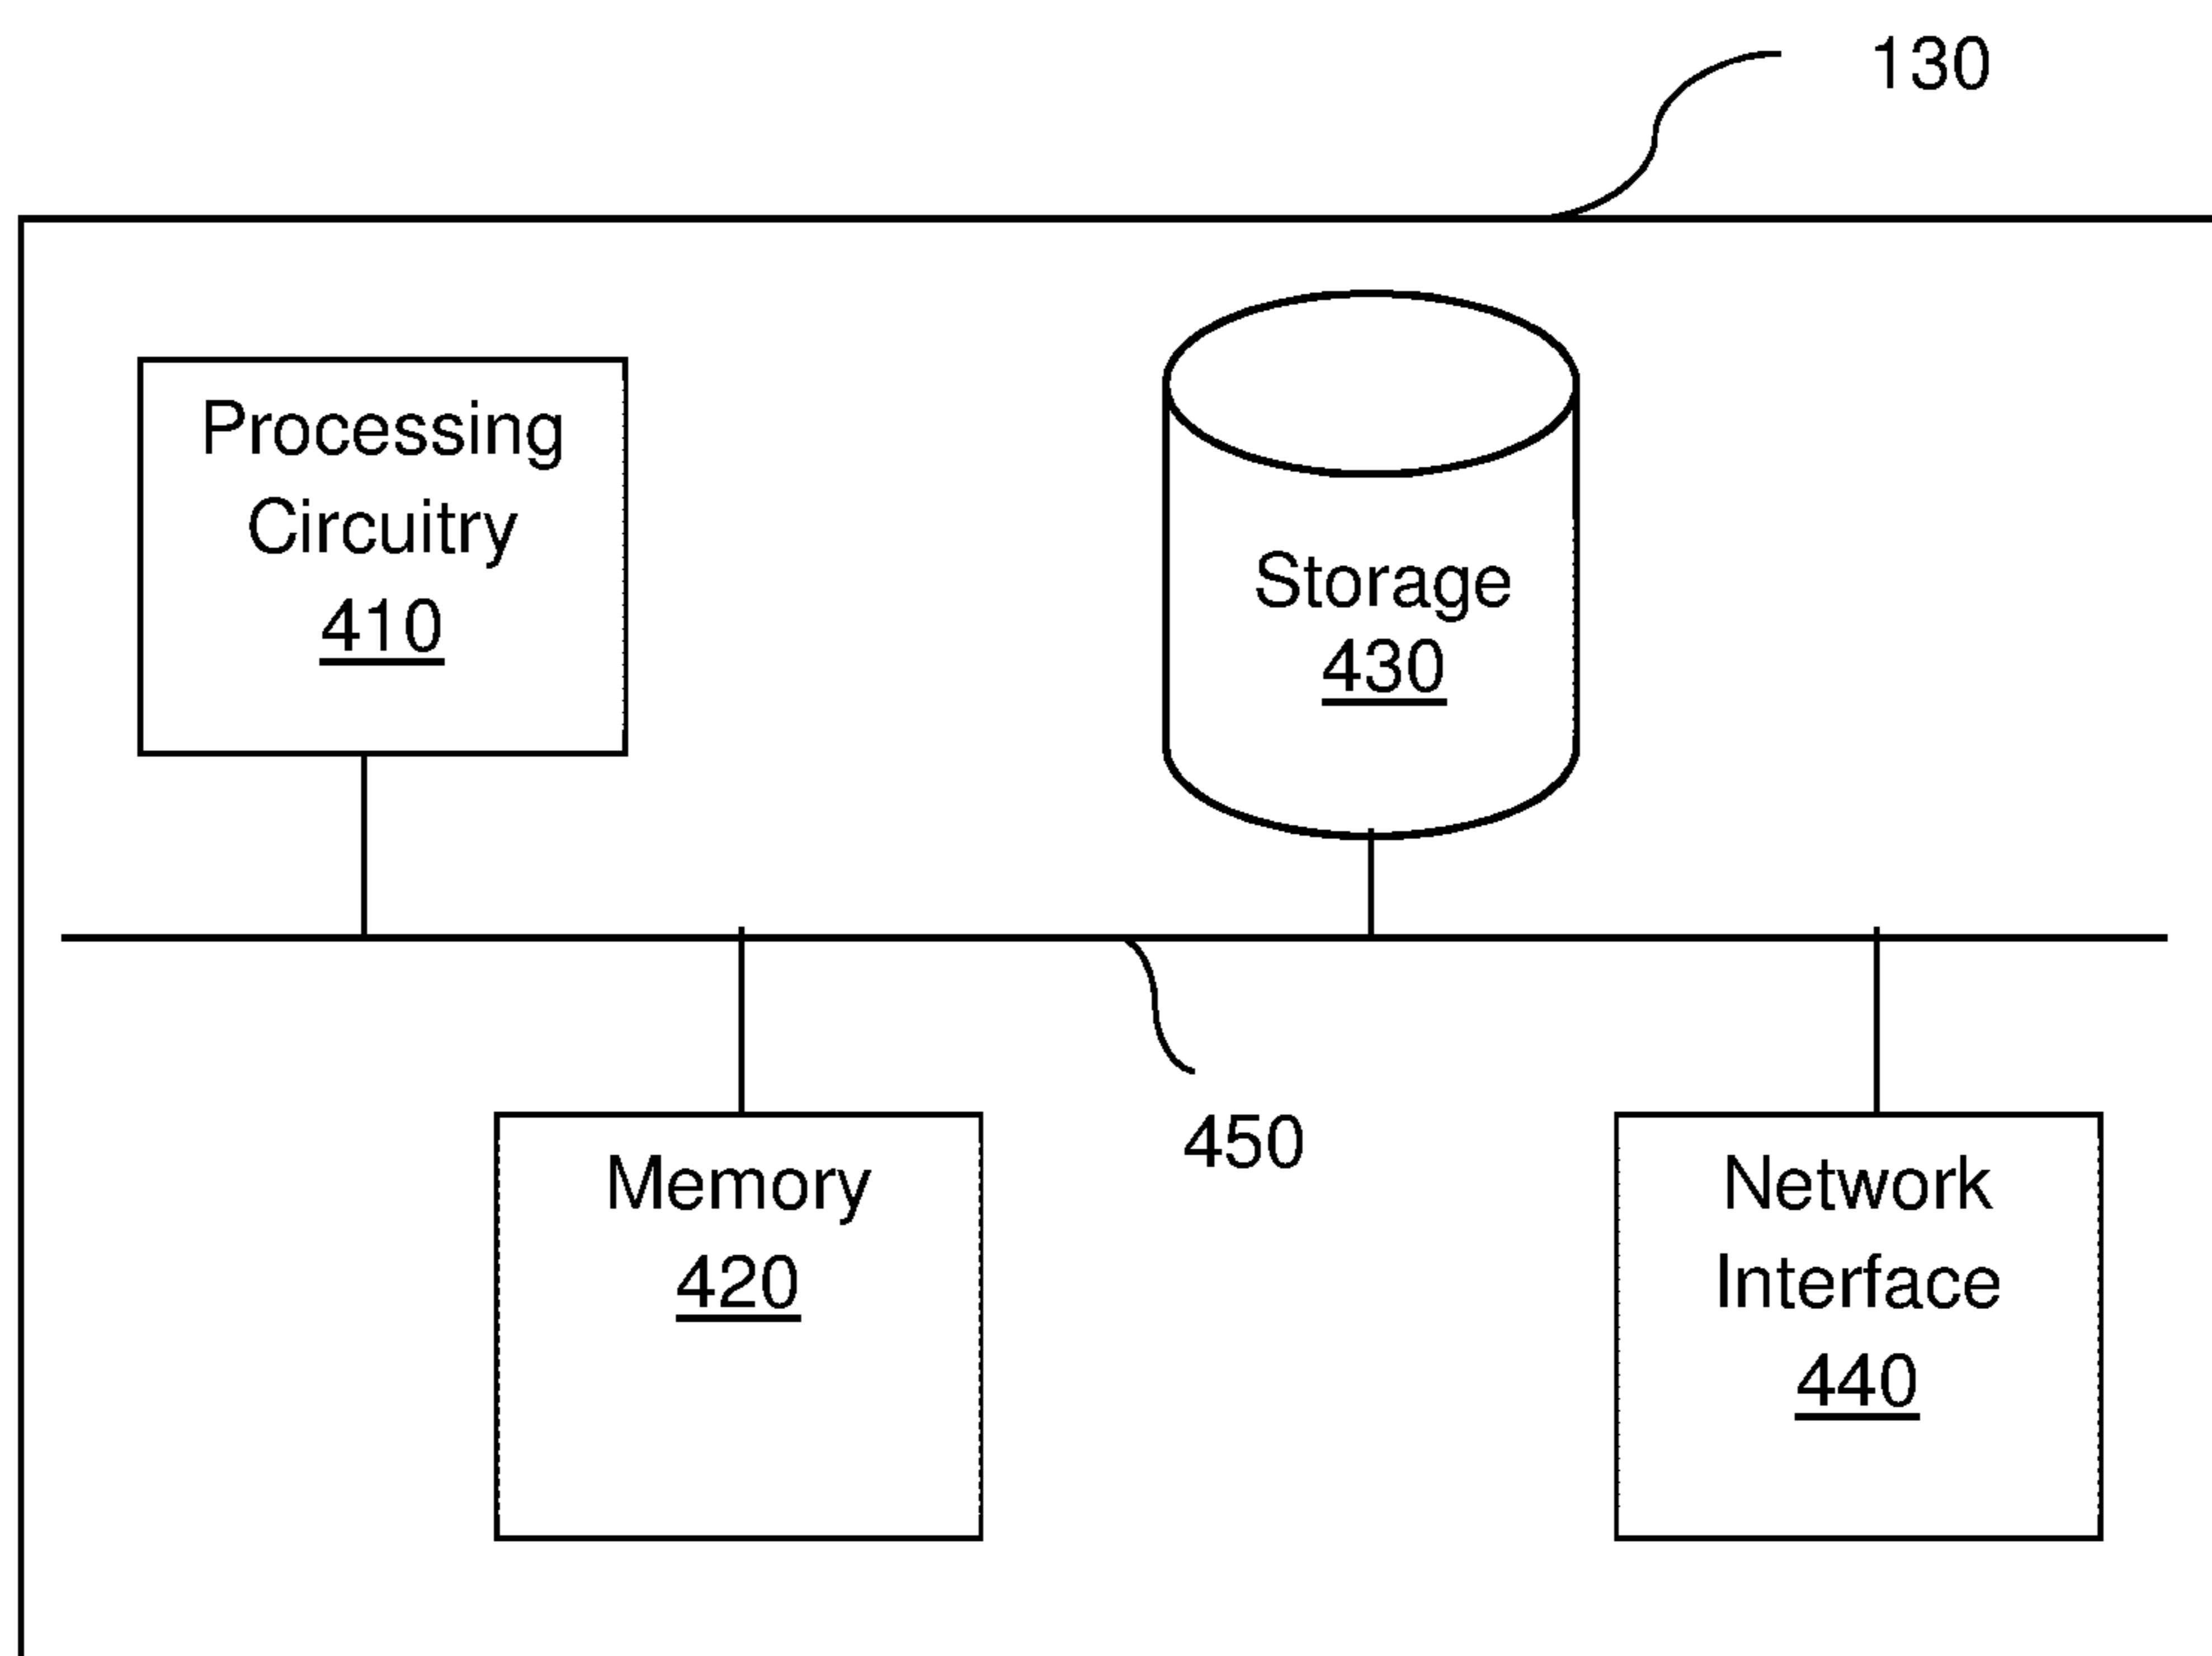 130
Processing
Circuitry
410
Storage
430
450
Memory
420
Network
Interface
440